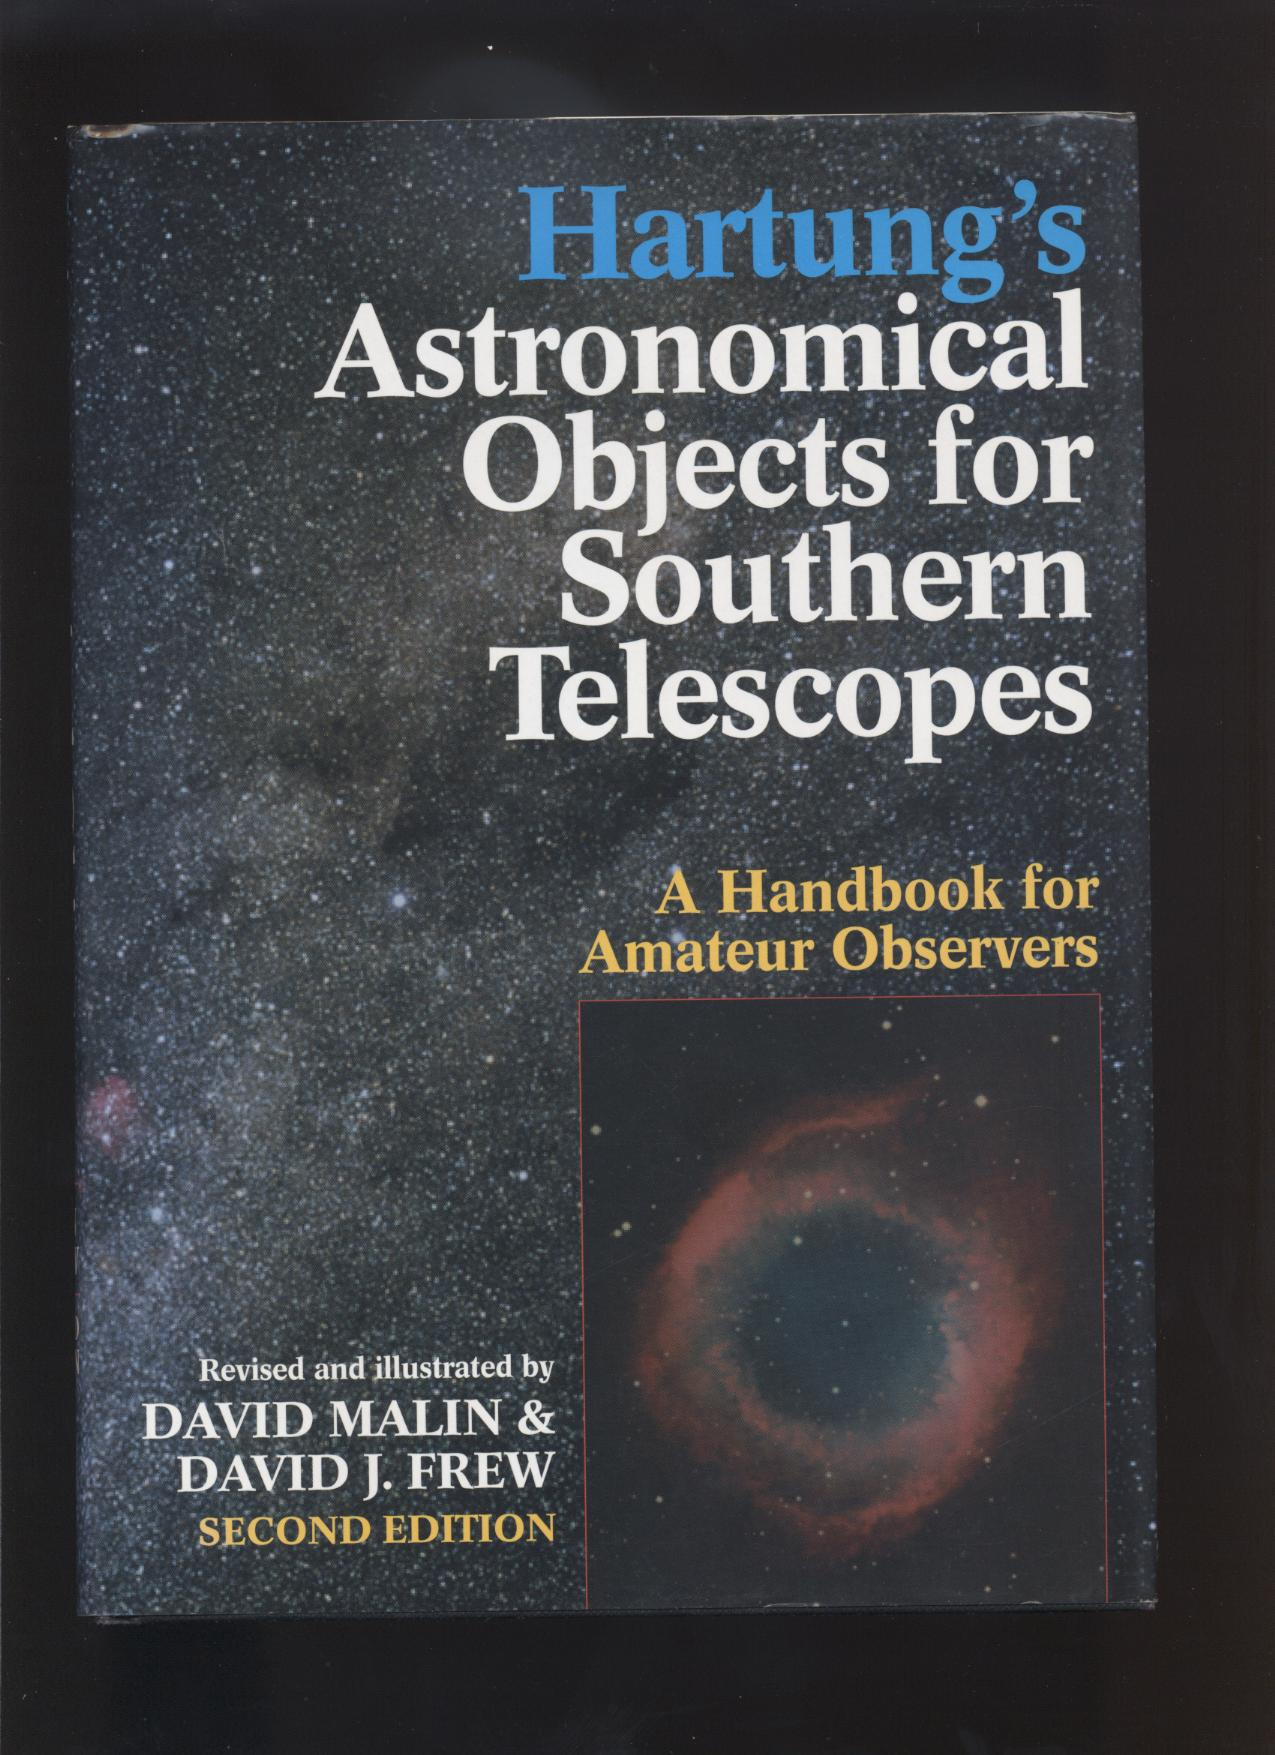 Hartung's
Astronomical
Objects for
Southern
Telescopes
A Handbook for
Amateur Observers
Revised and illustrated by
DAVID MALIN &
DAVID J. FREW
SECOND EDITION